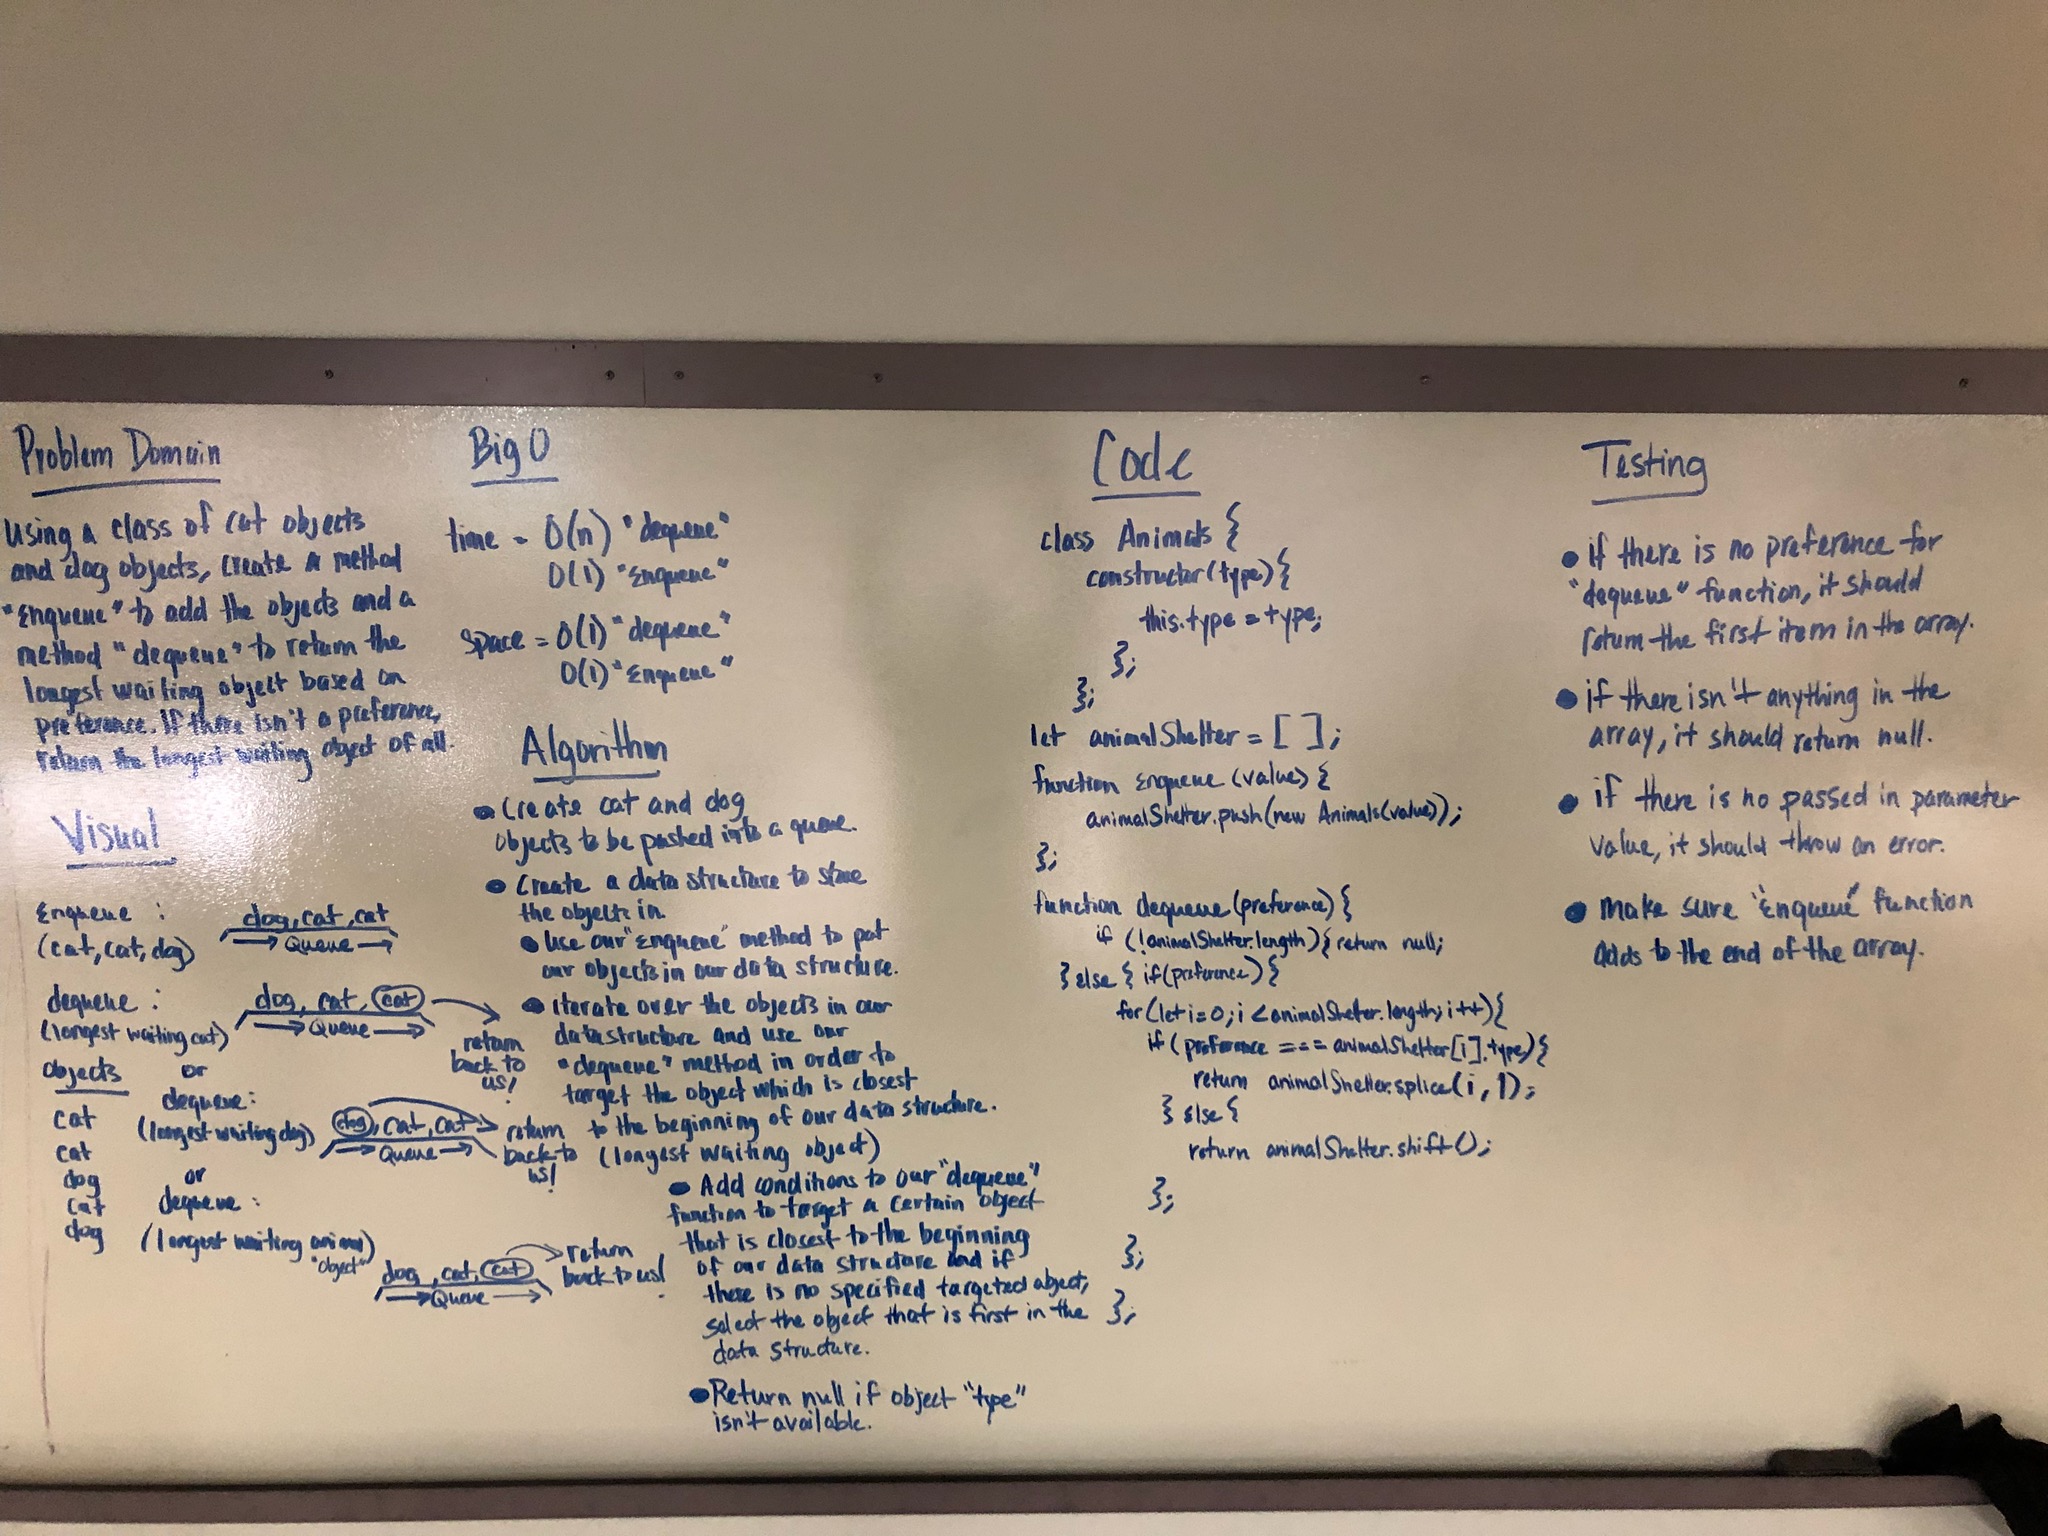 Problem Domain
Using a class of cat objects
and dog objects, create a method
"Enqueue" to add the objects and a
method "dequeue" to return the
longest waiting object based on
preference. If there isn't a preference,
return the longest waiting object of all.
Visual
Enqueue :
(cat, cat, dog)
dog, cat, cat
Queue
dequeue :
(longest waiting cat)
dog, cat, cat
Queue
return
back to
us!
or
dequeue:
(longest waiting dog)
dog, cat, cat
Queue
return
back to
us!
or
dequeue :
(longest waiting animal)
"object"
dog, cat, cat
Queue
return
back to us!
objects
cat
cat
dog
cat
dog
Big O
time = O(n) "dequeue"
O(1) "Enqueue"
Space = O(1) "dequeue"
O(1) "Enqueue"
Algorithm
• Create cat and dog
objects to be pushed into a queue.
• Create a data structure to store
the objects in.
• Use our "Enqueue" method to put
our objects in our data structure.
• Iterate over the objects in our
data structure and use our
"dequeue" method in order to
target the object which is closest
to the beginning of our data structure.
(longest waiting object)
• Add conditions to our "dequeue"
function to target a certain object
that is closest to the beginning
of our data structure and if
there is no specified targeted object,
select the object that is first in the
data structure.
• Return null if object "type"
isn't available.
Code
class Animals {
constructor(type){
this.type = type;
};
};
let animalShelter = [ ];
function Enqueue (value) {
animalShelter.push(new Animals(value));
};
function dequeue(preference) {
if (!animalShelter.length) { return null;
} else { if(preference) {
for(let i=0; i < animalShelter.length; i++){
if (preference === animalShelter[i].type){
return animalShelter.splice(i, 1);
} else {
return animalShelter.shift();
};
};
};
Testing
• if there is no preference for
"dequeue" function, it should
return the first item in the array.
• if there isn't anything in the
array, it should return null.
• if there is no passed in parameter
value, it should throw an error.
• Make sure "Enqueue" function
adds to the end of the array.